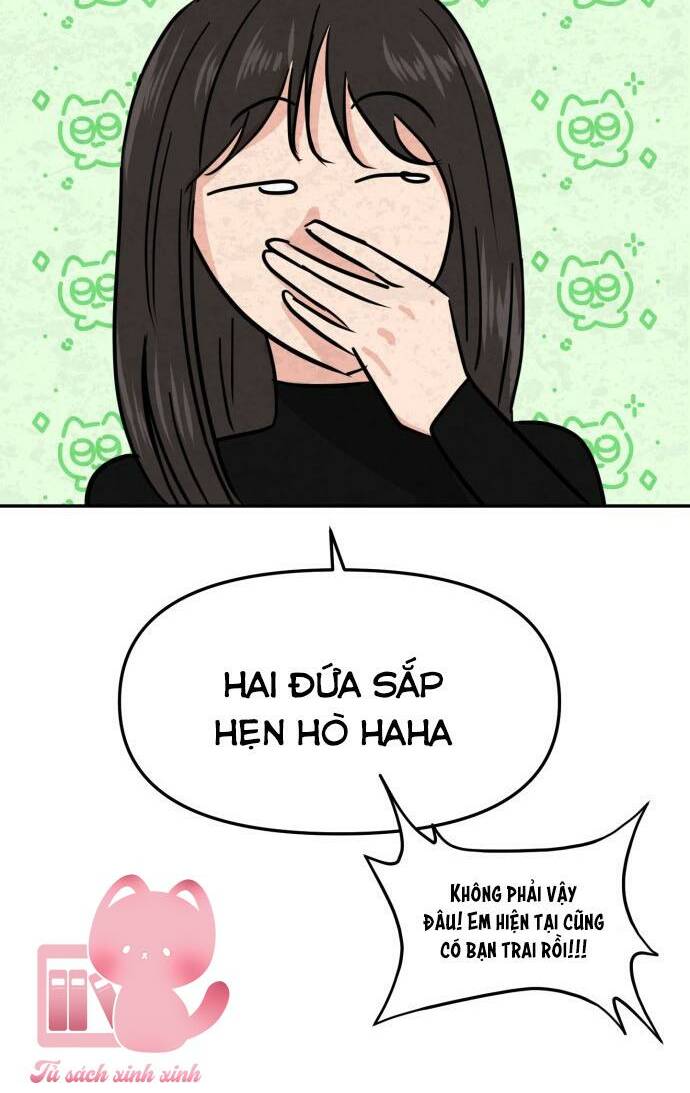 HAI ĐỨA SẮP
HẸN HÒ HAHA
KHÔNG PHẢI VẬY
ĐÂU! EM HIỆN TẠI CŨNG
CÓ BẠN TRAI RỒI!!!
Tủ sách xinh xinh